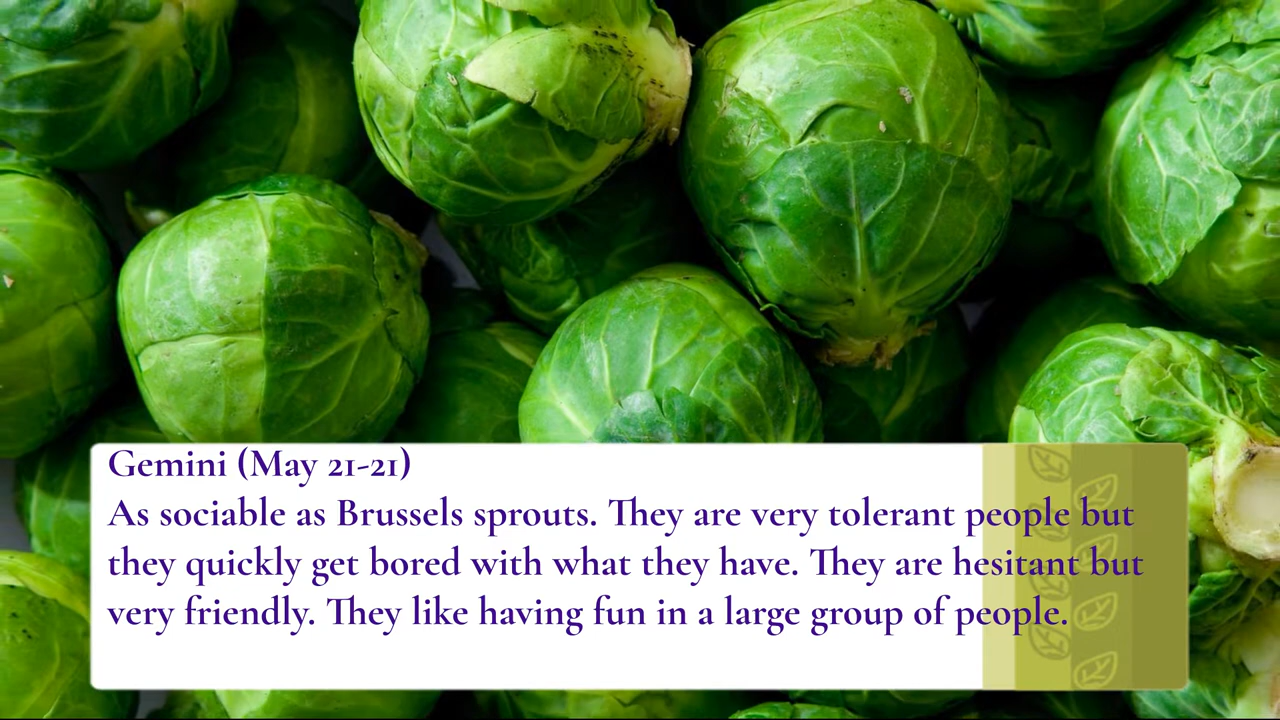 Gemini (May 21-21)
As sociable as Brussels sprouts. They are very tolerant people but
they quickly get bored with what they have. They are hesitant but
very friendly. They like having fun in a large group of people.